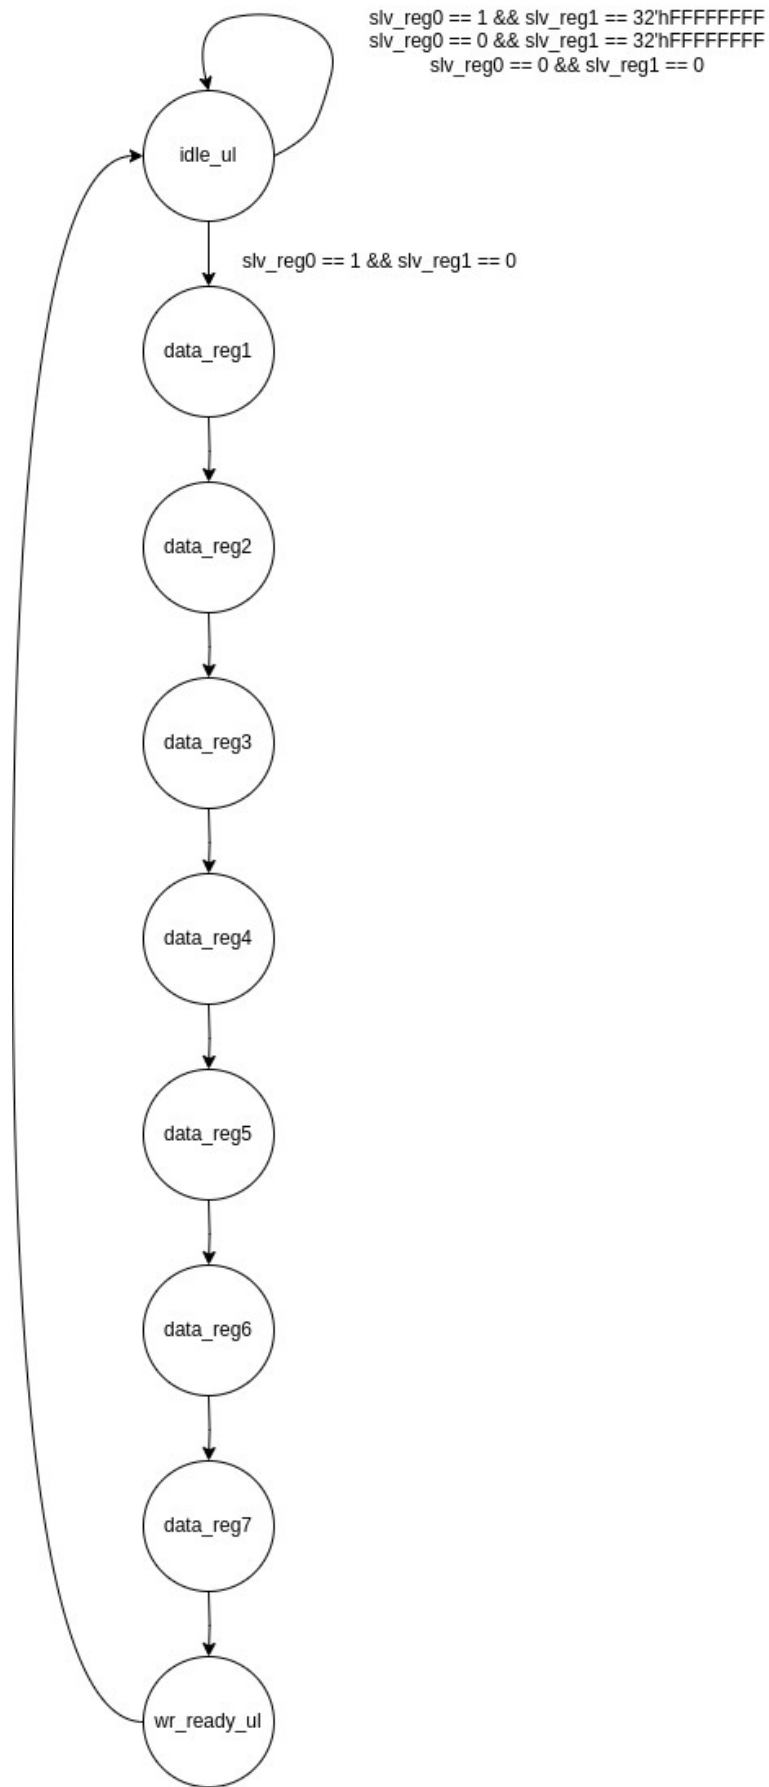 slv_reg0 == 1 && slv_reg1 == 32'hFFFFFFFF
slv_reg0 == 0 && slv_reg1 == 32'hFFFFFFFF
slv_reg0 == 0 && slv_reg1 == 0
idle_ul
slv_reg0 == 1 && slv_reg1 == 0
data_reg1
data_reg2
data_reg3
data_reg4
data_reg5
data_reg6
data_reg7
wr_ready_ul